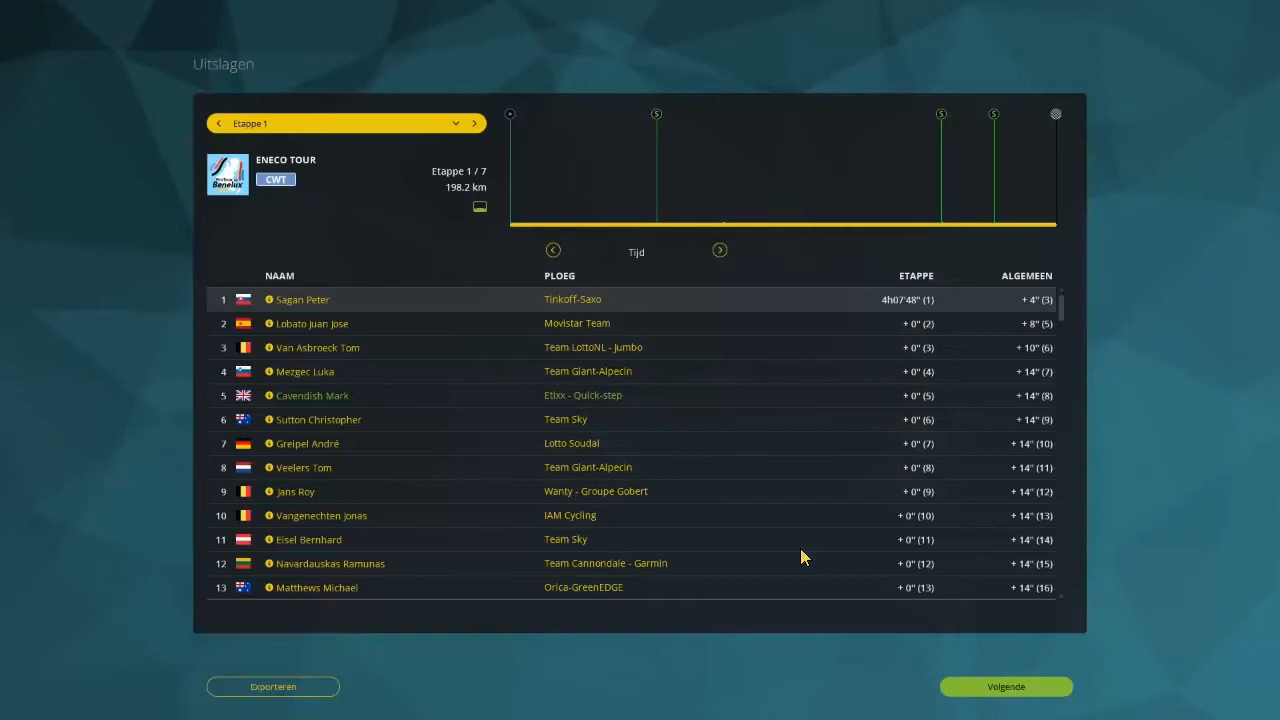 Uitslagen
Etappe 1
S
S
S
ENECO TOUR
CWT
Benelux
Etappe 1 / 7
198.2 km
Tijd
NAAM PLOEG ETAPPE ALGEMEEN
1 Sagan Peter Tinkoff-Saxo 4h07'48" (1) + 4" (3)
2 Lobato Juan Jose Movistar Team + 0" (2) + 8" (5)
3 Van Asbroeck Tom Team LottoNL - Jumbo + 0" (3) + 10" (6)
4 Mezgec Luka Team Giant-Alpecin + 0" (4) + 14" (7)
5 Cavendish Mark Etixx - Quick-step + 0" (5) + 14" (8)
6 Sutton Christopher Team Sky + 0" (6) + 14" (9)
7 Greipel André Lotto Soudal + 0" (7) + 14" (10)
8 Veelers Tom Team Giant-Alpecin + 0" (8) + 14" (11)
9 Jans Roy Wanty - Groupe Gobert + 0" (9) + 14" (12)
10 Vangenechten Jonas IAM Cycling + 0" (10) + 14" (13)
11 Eisel Bernhard Team Sky + 0" (11) + 14" (14)
12 Navardauskas Ramunas Team Cannondale - Garmin + 0" (12) + 14" (15)
13 Matthews Michael Orica-GreenEDGE + 0" (13) + 14" (16)
Exporteren
Volgende